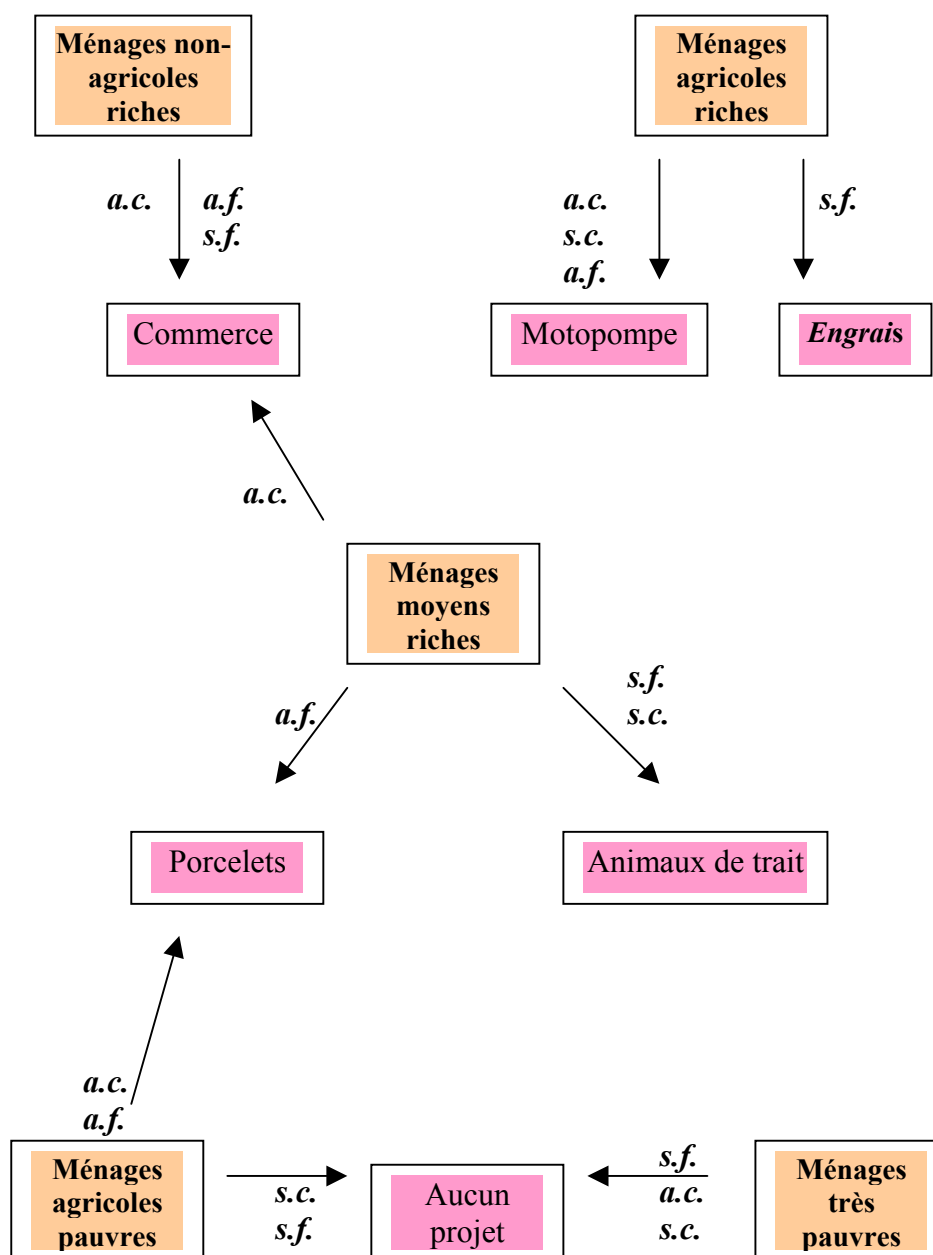 Ménages non-
agricoles
riches
Ménages
agricoles
riches
a.c.
a.f.
s.f.
a.c.
s.c.
a.f.
s.f.
Commerce
Motopompe
Engrais
a.c.
Ménages
moyens
riches
a.f.
s.f.
s.c.
Porcelets
Animaux de trait
a.c.
a.f.
Ménages
agricoles
pauvres
s.c.
s.f.
Aucun
projet
s.f.
a.c.
s.c.
Ménages
très
pauvres